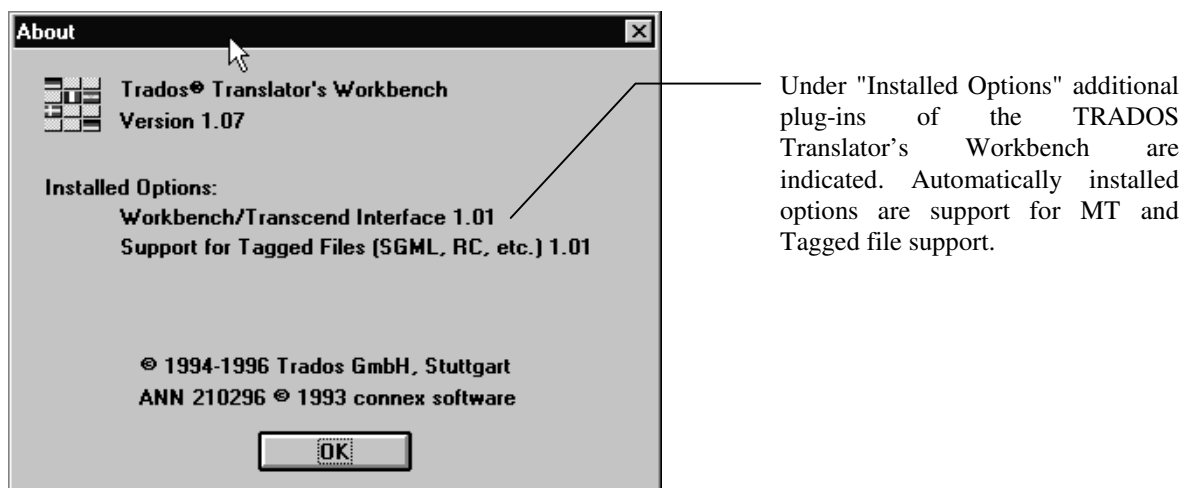 About
Trados® Translator's Workbench
Version 1.07
Installed Options:
Workbench/Transcend Interface 1.01
Support for Tagged Files (SGML, RC, etc.) 1.01
© 1994-1996 Trados GmbH, Stuttgart
ANN 210296 © 1993 connex software
OK
Under "Installed Options" additional
plug-ins of the TRADOS
Translator’s Workbench are
indicated. Automatically installed
options are support for MT and
Tagged file support.